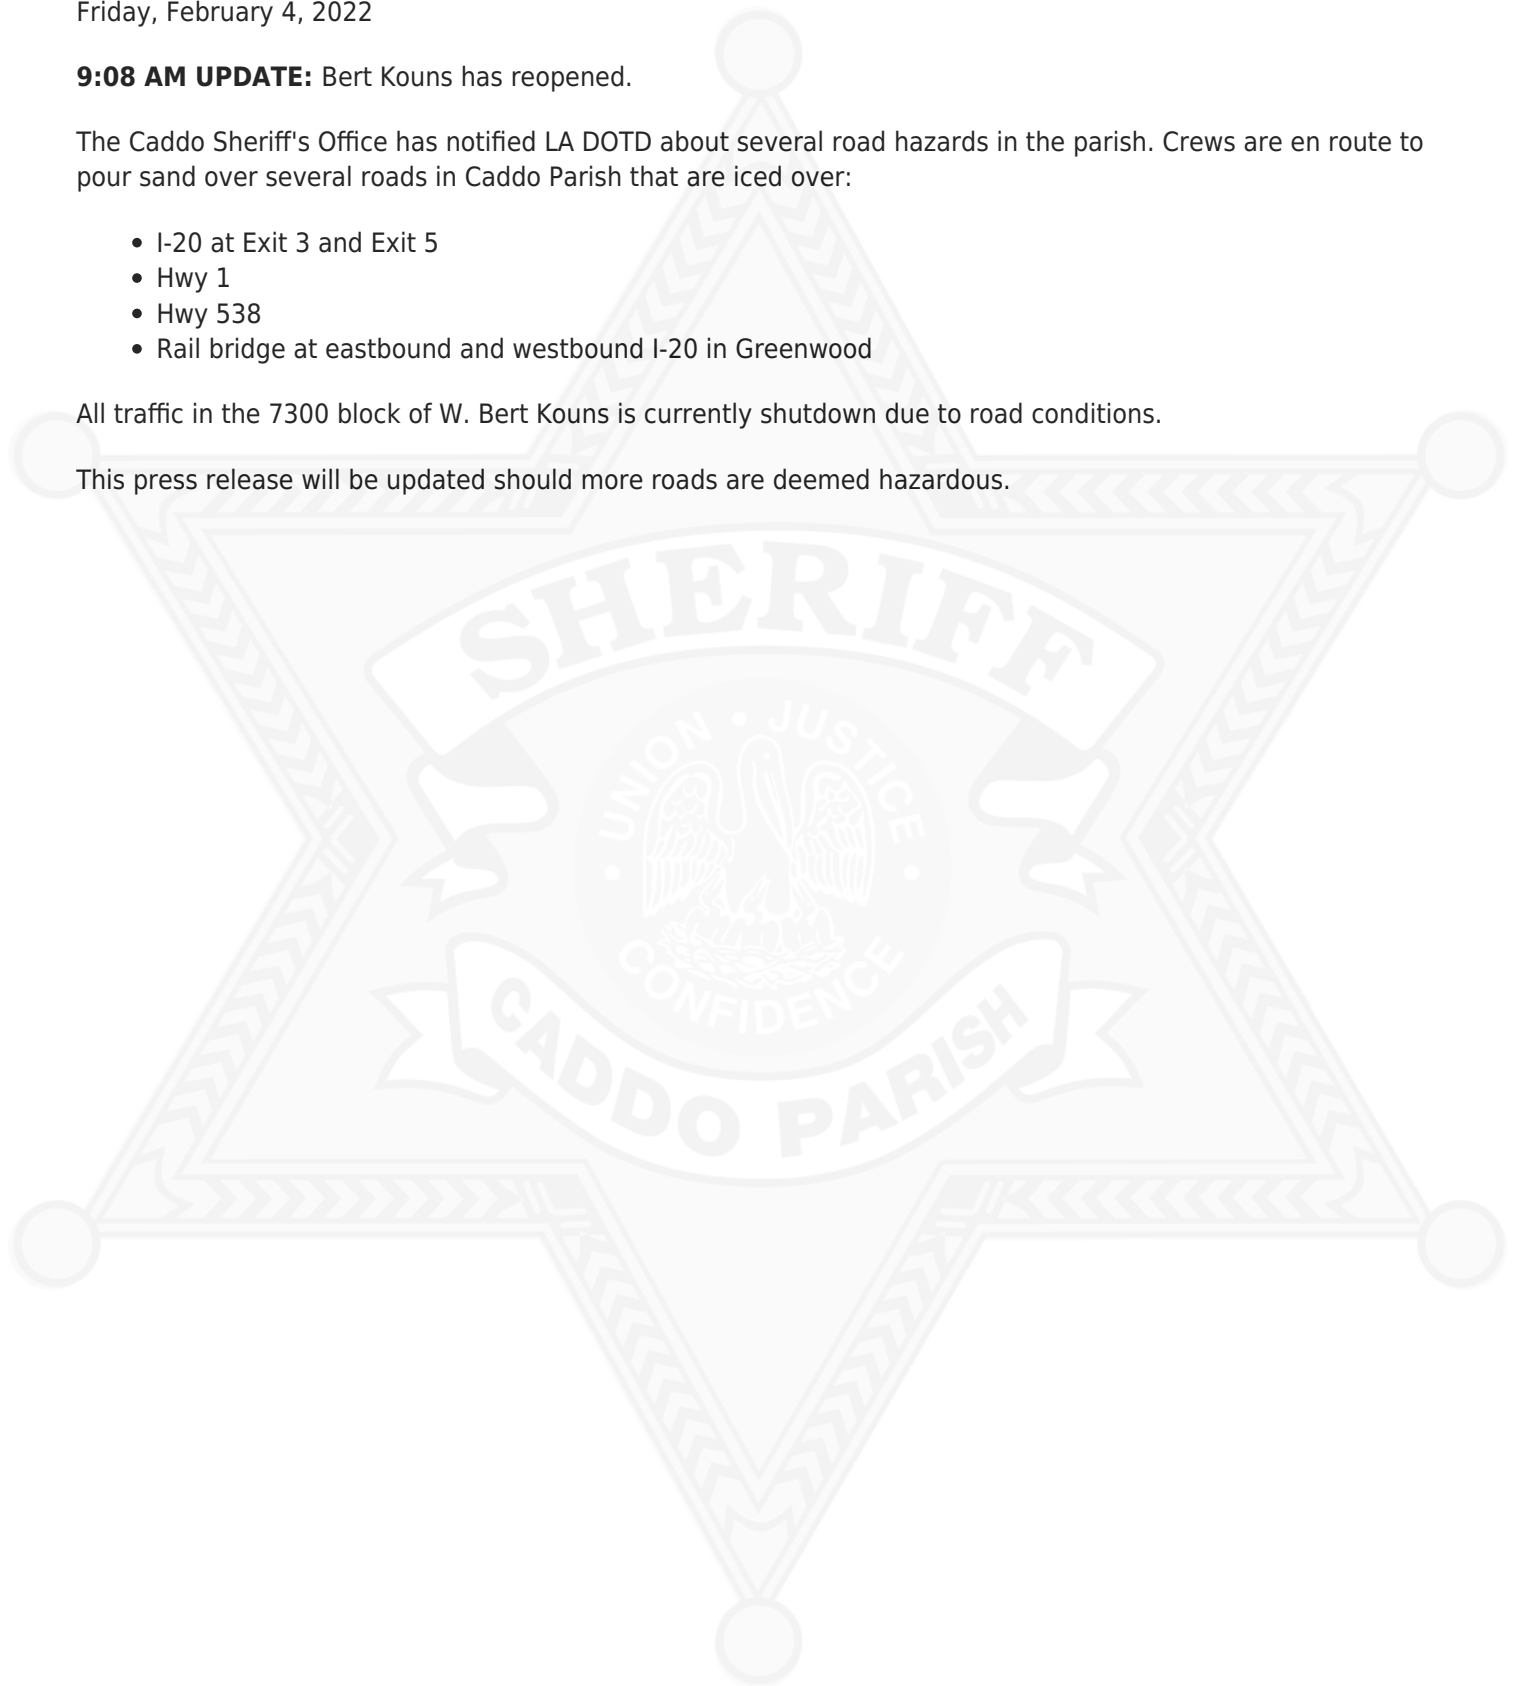 Friday, February 4, 2022
9:08 AM UPDATE: Bert Kouns has reopened.
The Caddo Sheriff's Office has notified LA DOTD about several road hazards in the parish. Crews are en route to
pour sand over several roads in Caddo Parish that are iced over:
• I-20 at Exit 3 and Exit 5
• Hwy 1
• Hwy 538
• Rail bridge at eastbound and westbound I-20 in Greenwood
All traffic in the 7300 block of W. Bert Kouns is currently shutdown due to road conditions.
This press release will be updated should more roads are deemed hazardous.
SHERIFF
UNION • JUSTICE
• CONFIDENCE •
CADDO PARISH